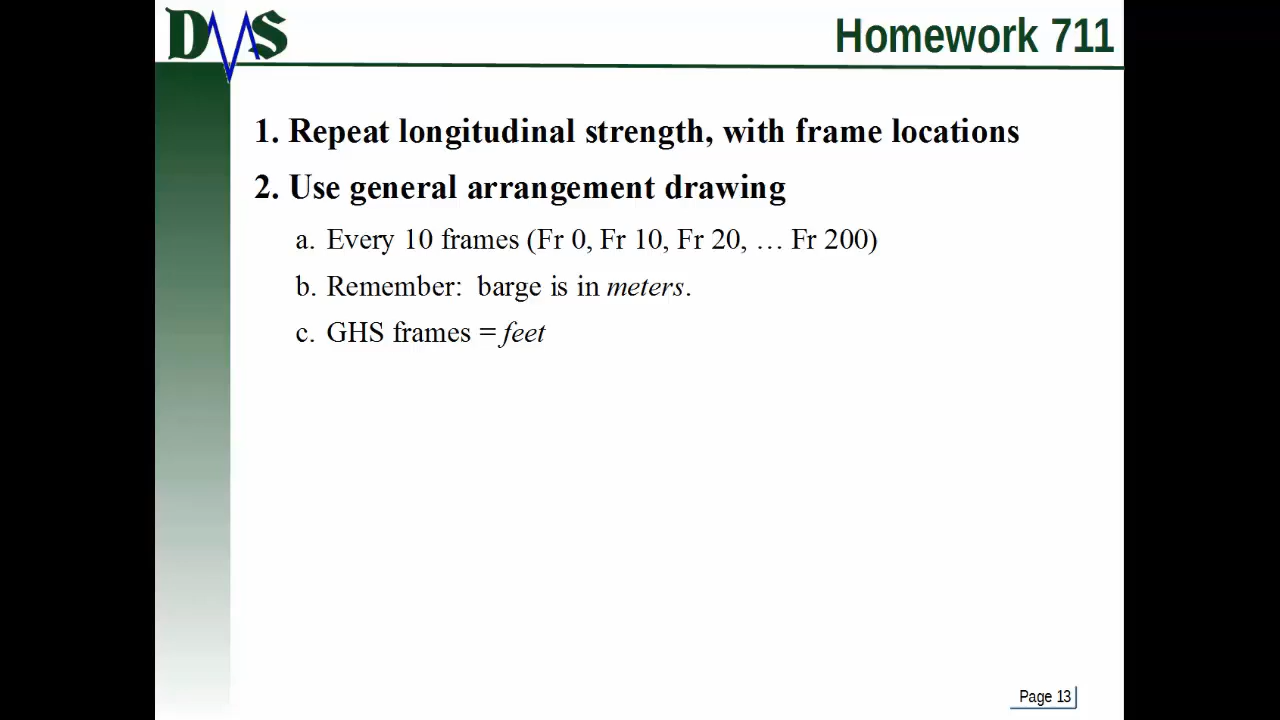 DMS
Homework 711
1. Repeat longitudinal strength, with frame locations
2. Use general arrangement drawing
a. Every 10 frames (Fr 0, Fr 10, Fr 20, … Fr 200)
b. Remember:  barge is in meters.
c. GHS frames = feet
Page 13